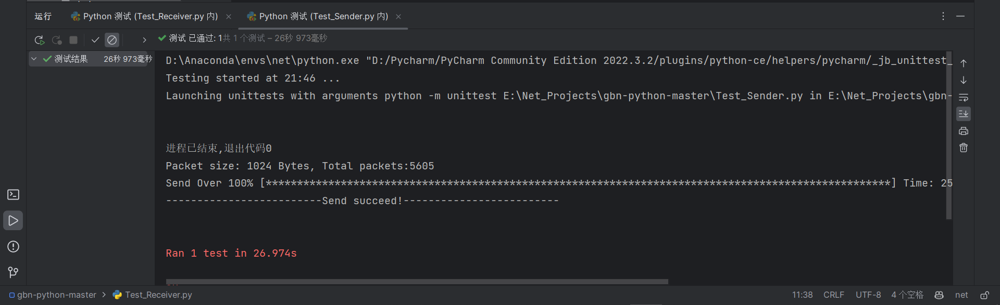 运行 Python 测试 (Test_Receiver.py 内) Python 测试 (Test_Sender.py 内)
测试 已通过: 1共 1 个测试 – 26秒 973毫秒
测试结果 26秒 973毫秒
D:\Anaconda\envs\net\python.exe "D:/Pycharm/PyCharm Community Edition 2022.3.2/plugins/python-ce/helpers/pycharm/_jb_unittest_
Testing started at 21:46 ...
Launching unittests with arguments python -m unittest E:\Net_Projects\gbn-python-master\Test_Sender.py in E:\Net_Projects\gbn-
进程已结束,退出代码0
Packet size: 1024 Bytes, Total packets:5605
Send Over 100% [****************************************************************************************************] Time: 25
-------------------------Send succeed!-------------------------
Ran 1 test in 26.974s
gbn-python-master > Test_Receiver.py 11:38 CRLF UTF-8 4 个空格 net